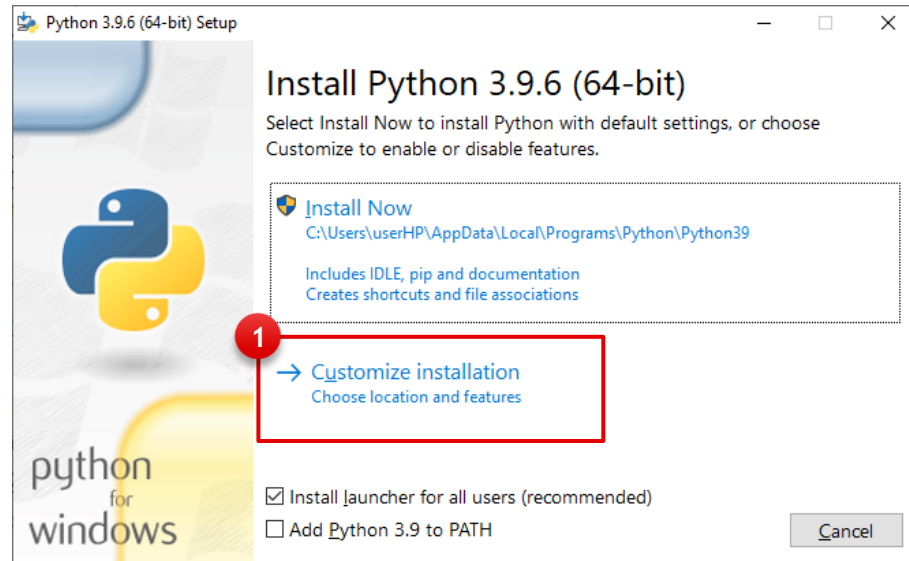 Python 3.9.6 (64-bit) Setup
Install Python 3.9.6 (64-bit)
Select Install Now to install Python with default settings, or choose
Customize to enable or disable features.
Install Now
C:\Users\userHP\AppData\Local\Programs\Python\Python39
Includes IDLE, pip and documentation
Creates shortcuts and file associations
1
Customize installation
Choose location and features
python
for
windows
Install launcher for all users (recommended)
Add Python 3.9 to PATH
Cancel